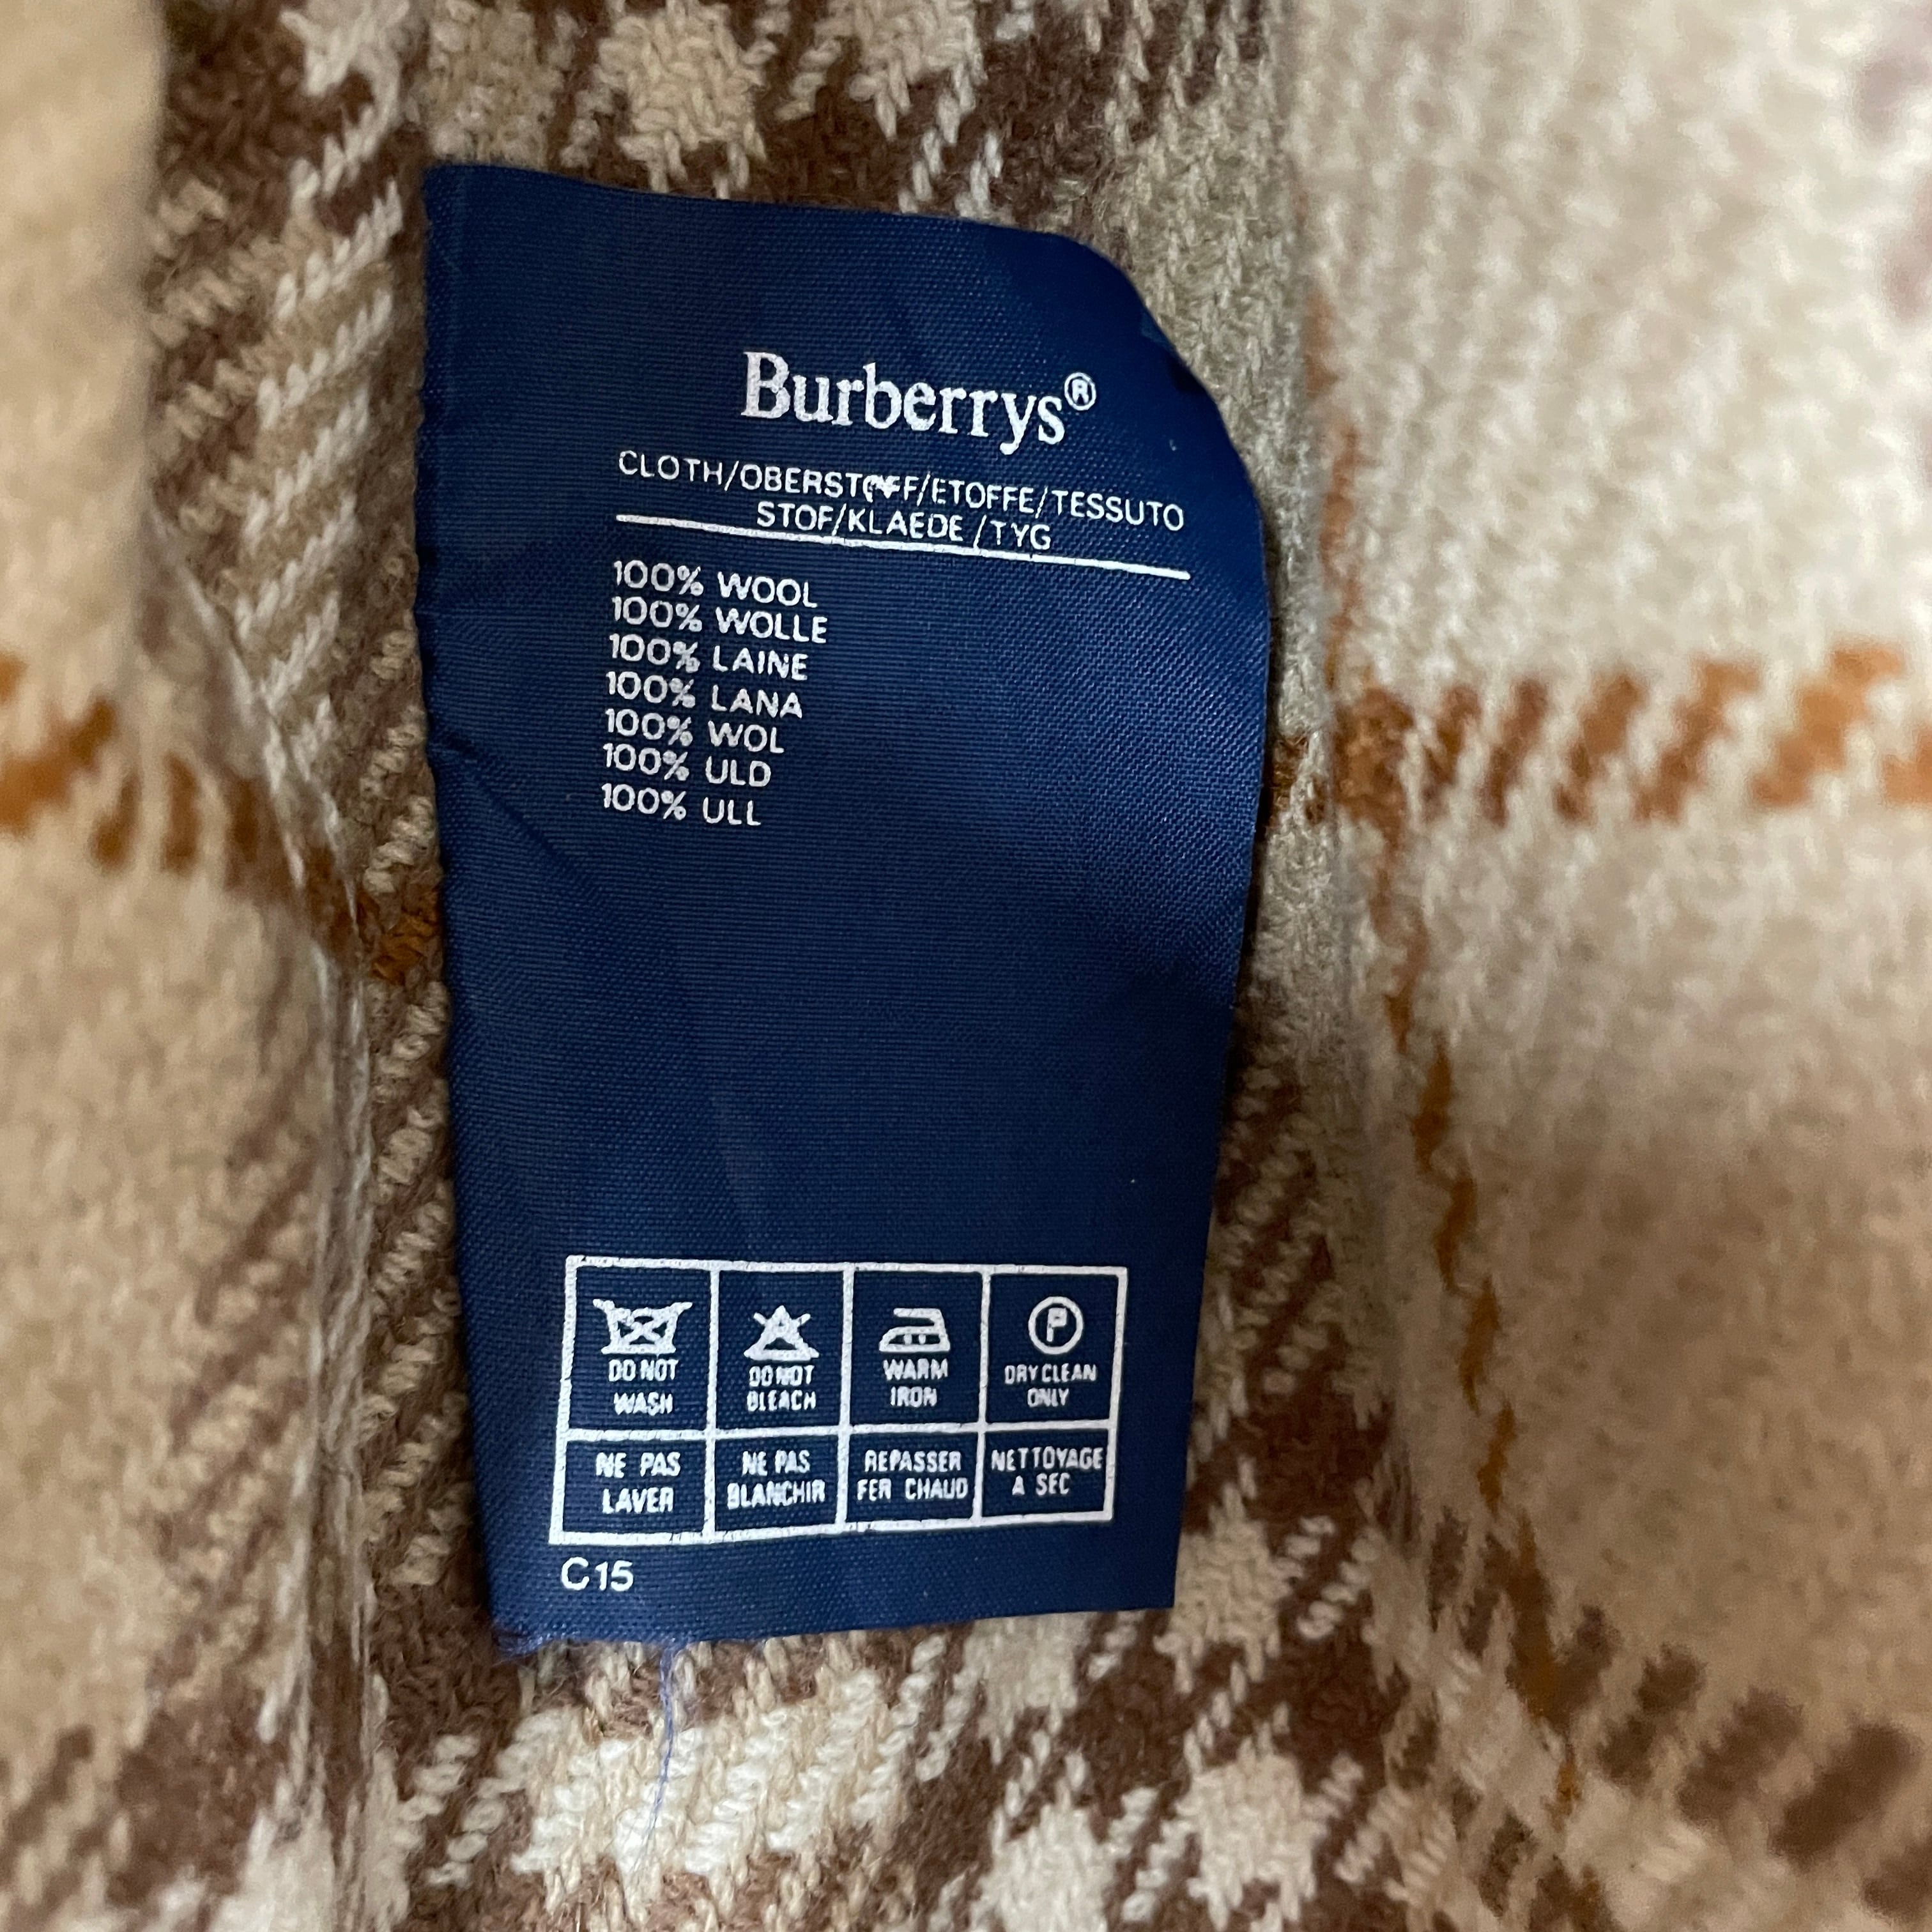 Burberrys®
CLOTH/OBERSTOFF/ETOFFE/TESSUTO
STOF/KLAEDE/TYG
100% WOOL
100% WOLLE
100% LAINE
100% LANA
100% WOL
100% ULD
100% ULL
DO NOT WASH
DO NOT BLEACH
WARM IRON
P
DRY CLEAN ONLY
NE PAS LAVER
NE PAS BLANCHIR
REPASSER FER CHAUD
NETTOYAGE A SEC
C15